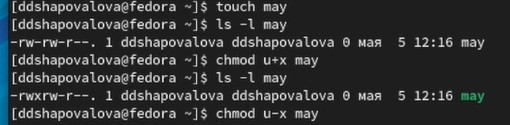 [ddshapovalova@fedora ~]$ touch may
[ddshapovalova@fedora ~]$ ls -l may
-rw-rw-r--. 1 ddshapovalova ddshapovalova 0 мая  5 12:16 may
[ddshapovalova@fedora ~]$ chmod u+x may
[ddshapovalova@fedora ~]$ ls -l may
-rwxrw-r--. 1 ddshapovalova ddshapovalova 0 мая  5 12:16 may
[ddshapovalova@fedora ~]$ chmod u-x may